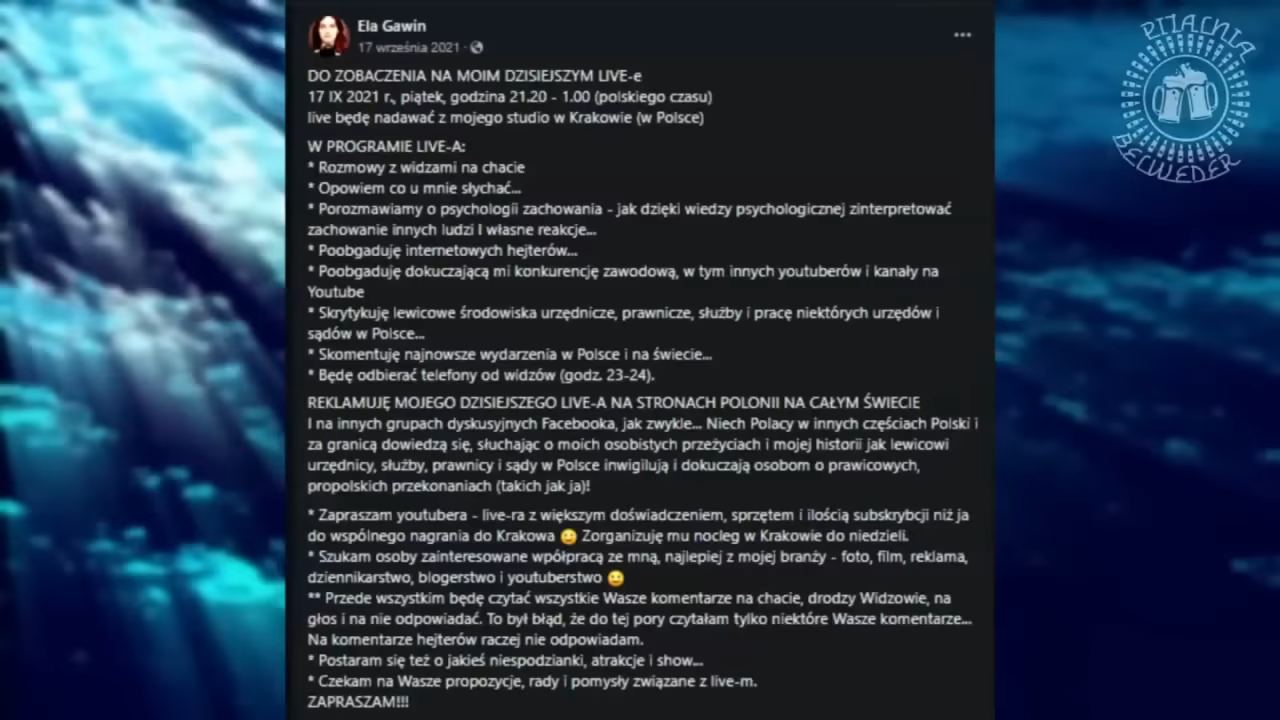 Ela Gawin
17 września 2021 ·
DO ZOBACZENIA NA MOIM DZISIEJSZYM LIVE-e
17 IX 2021 r., piątek, godzina 21.20 - 1.00 (polskiego czasu)
live będę nadawać z mojego studio w Krakowie (w Polsce)
W PROGRAMIE LIVE-A:
* Rozmowy z widzami na chacie
* Opowiem co u mnie słychać...
* Porozmawiamy o psychologii zachowania - jak dzięki wiedzy psychologicznej zinterpretować
zachowanie innych ludzi I własne reakcje...
* Poobgaduję internetowych hejterów...
* Poobgaduję dokuczającą mi konkurencję zawodową, w tym innych youtuberów i kanały na
Youtube
* Skrytykuję lewicowe środowiska urzędnicze, prawnicze, służby i pracę niektórych urzędów i
sądów w Polsce...
* Skomentuję najnowsze wydarzenia w Polsce i na świecie...
* Będę odbierać telefony od widzów (godz. 23-24).
REKLAMUJĘ MOJEGO DZISIEJSZEGO LIVE-A NA STRONACH POLONII NA CAŁYM ŚWIECIE
I na innych grupach dyskusyjnych Facebooka, jak zwykle... Niech Polacy w innych częściach Polski i
za granicą dowiedzą się, słuchając o moich osobistych przeżyciach i mojej historii jak lewicowi
urzędnicy, służby, prawnicy i sądy w Polsce inwigilują i dokuczają osobom o prawicowych,
propolskich przekonaniach (takich jak ja)!
* Zapraszam youtubera - live-ra z większym doświadczeniem, sprzętem i ilością subskrybcji niż ja
do wspólnego nagrania do Krakowa 😉 Zorganizuję mu nocleg w Krakowie do niedzieli.
* Szukam osoby zainteresowane wpółpracą ze mną, najlepiej z mojej branży - foto, film, reklama,
dziennikarstwo, blogerstwo i youtuberstwo 😉
** Przede wszystkim będę czytać wszystkie Wasze komentarze na chacie, drodzy Widzowie, na
głos i na nie odpowiadać. To był błąd, że do tej pory czytałam tylko niektóre Wasze komentarze...
Na komentarze hejterów raczej nie odpowiadam.
* Postaram się też o jakieś niespodzianki, atrakcje i show...
* Czekam na Wasze propozycje, rady i pomysły związane z live-m.
ZAPRASZAM!!!
PIJALNIA
BELWEDER